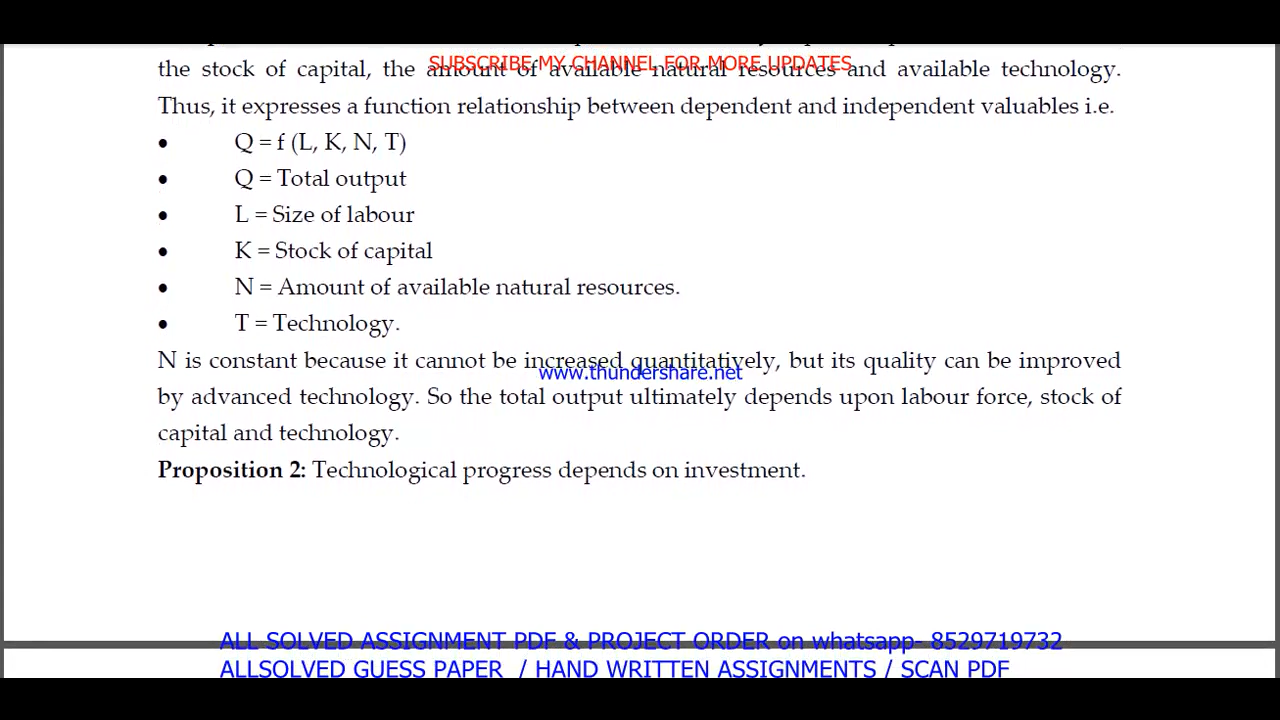 SUBSCRIBE MY CHANNEL FOR MORE UPDATES
the stock of capital, the amount of available natural resources and available technology.
Thus, it expresses a function relationship between dependent and independent valuables i.e.
• Q = f (L, K, N, T)
• Q = Total output
• L = Size of labour
• K = Stock of capital
• N = Amount of available natural resources.
• T = Technology.
N is constant because it cannot be increased quantitatively, but its quality can be improved
www.thundershare.net
by advanced technology. So the total output ultimately depends upon labour force, stock of
capital and technology.
Proposition 2: Technological progress depends on investment.
ALL SOLVED ASSIGNMENT PDF & PROJECT ORDER on whatsapp- 8529719732
ALLSOLVED GUESS PAPER / HAND WRITTEN ASSIGNMENTS / SCAN PDF